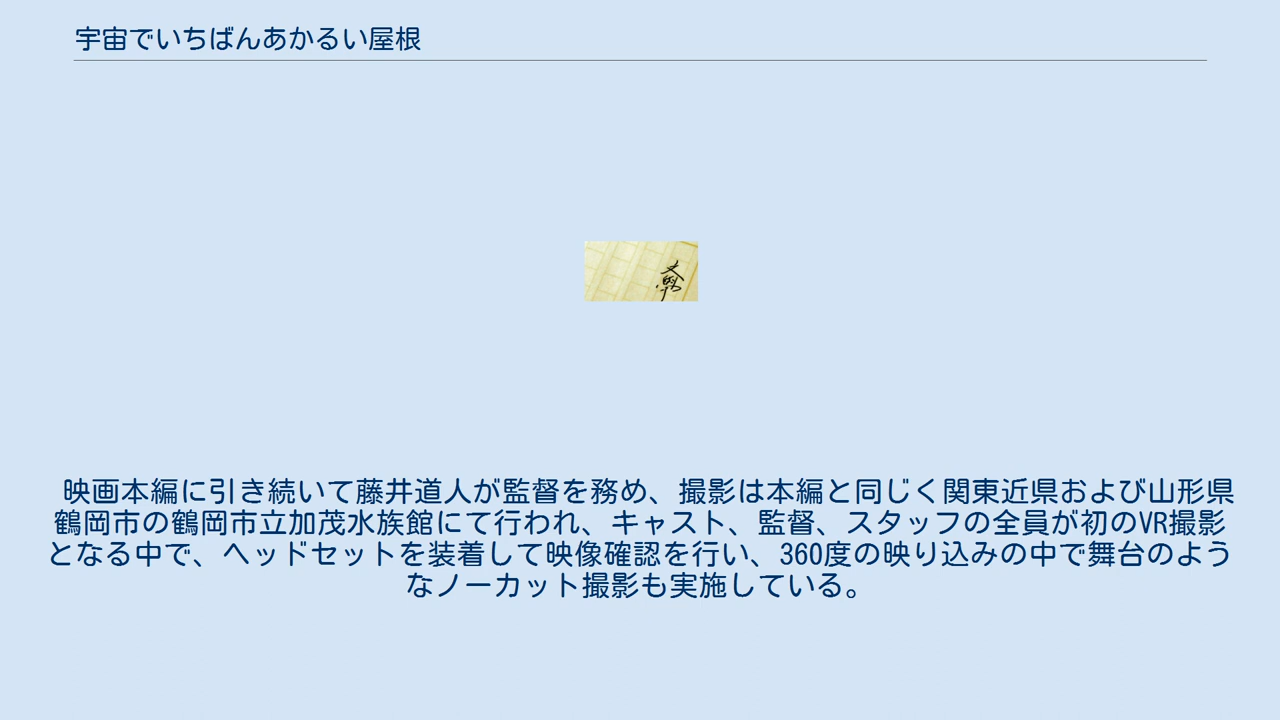 宇宙でいちばんあかるい屋根
映画本編に引き続いて藤井道人が監督を務め、撮影は本編と同じく関東近県および山形県
鶴岡市の鶴岡市立加茂水族館にて行われ、キャスト、監督、スタッフの全員が初のVR撮影
となる中で、ヘッドセットを装着して映像確認を行い、360度の映り込みの中で舞台のよう
なノーカット撮影も実施している。